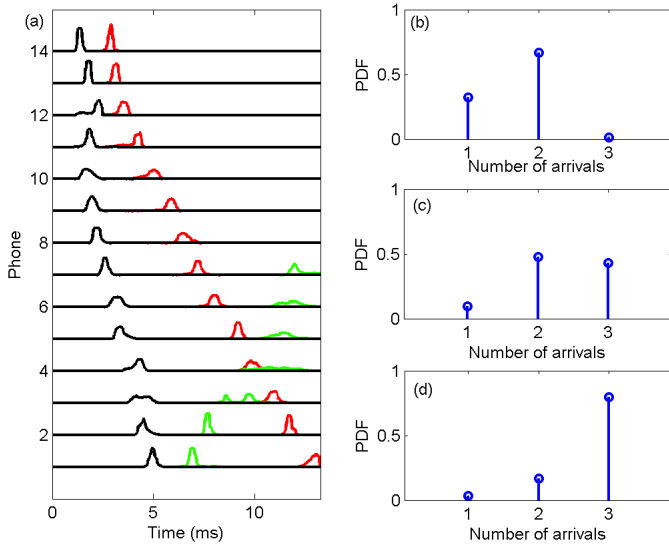 (a)
14
12
10
8
6
4
2
Phone
0
5
10
Time (ms)
(b)
1
0.5
0
PDF
1 2 3
Number of arrivals
(c)
1
0.5
0
PDF
1 2 3
Number of arrivals
(d)
1
0.5
0
PDF
1 2 3
Number of arrivals